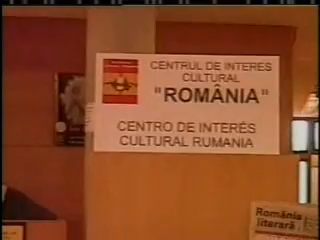 CENTRUL DE INTERES
CULTURAL
"ROMÂNIA"
CENTRO DE INTERÉS
CULTURAL RUMANIA
România
literară